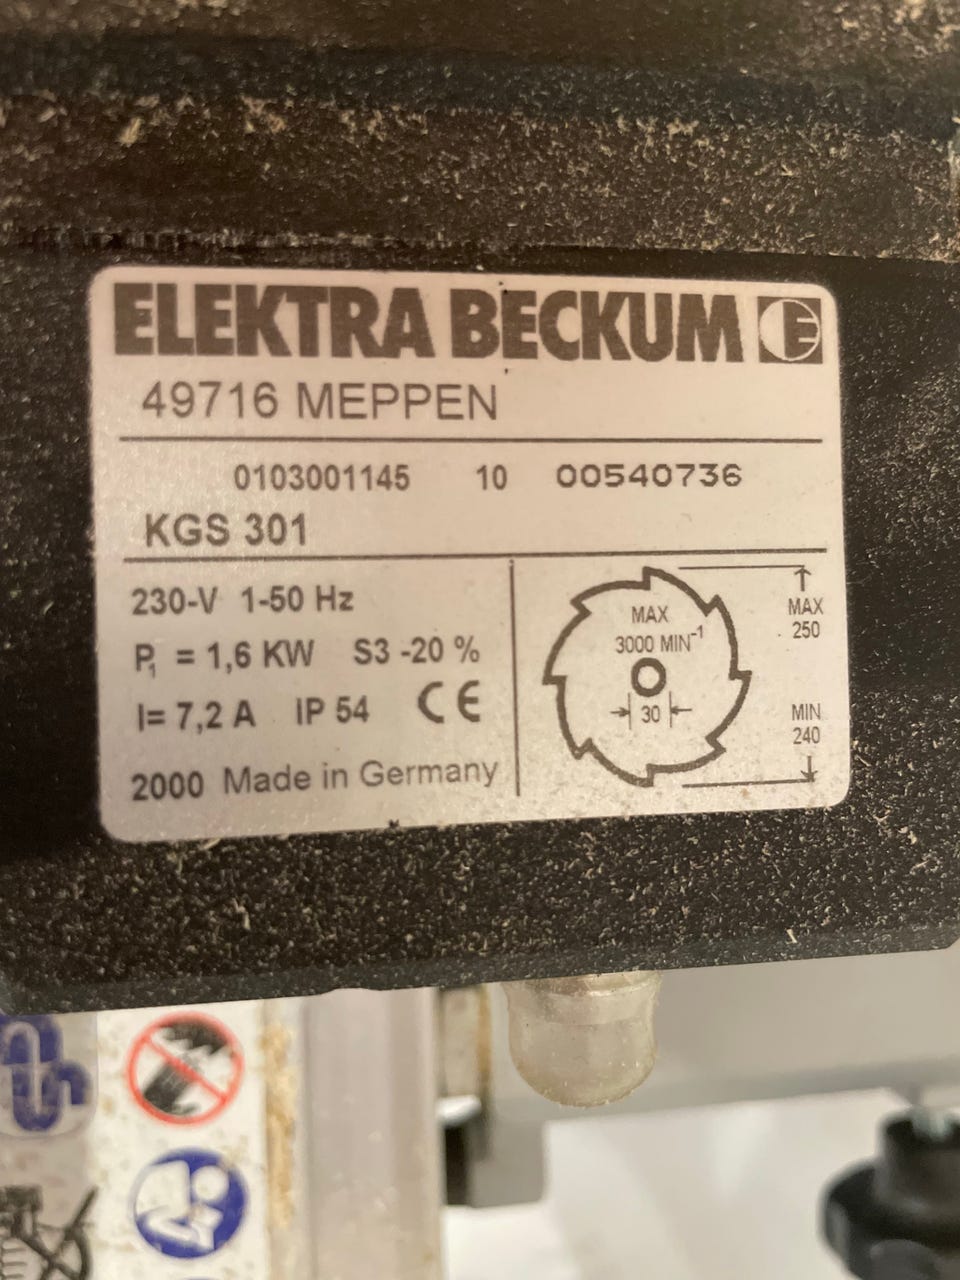 ELEKTRA BECKUM E
49716 MEPPEN
0103001145 10 00540736
KGS 301
230-V 1-50 Hz
P₁ = 1,6 KW S3 -20 %
I= 7,2 A IP 54 CE
2000 Made in Germany
MAX
3000 MIN⁻¹
30
MAX
250
MIN
240